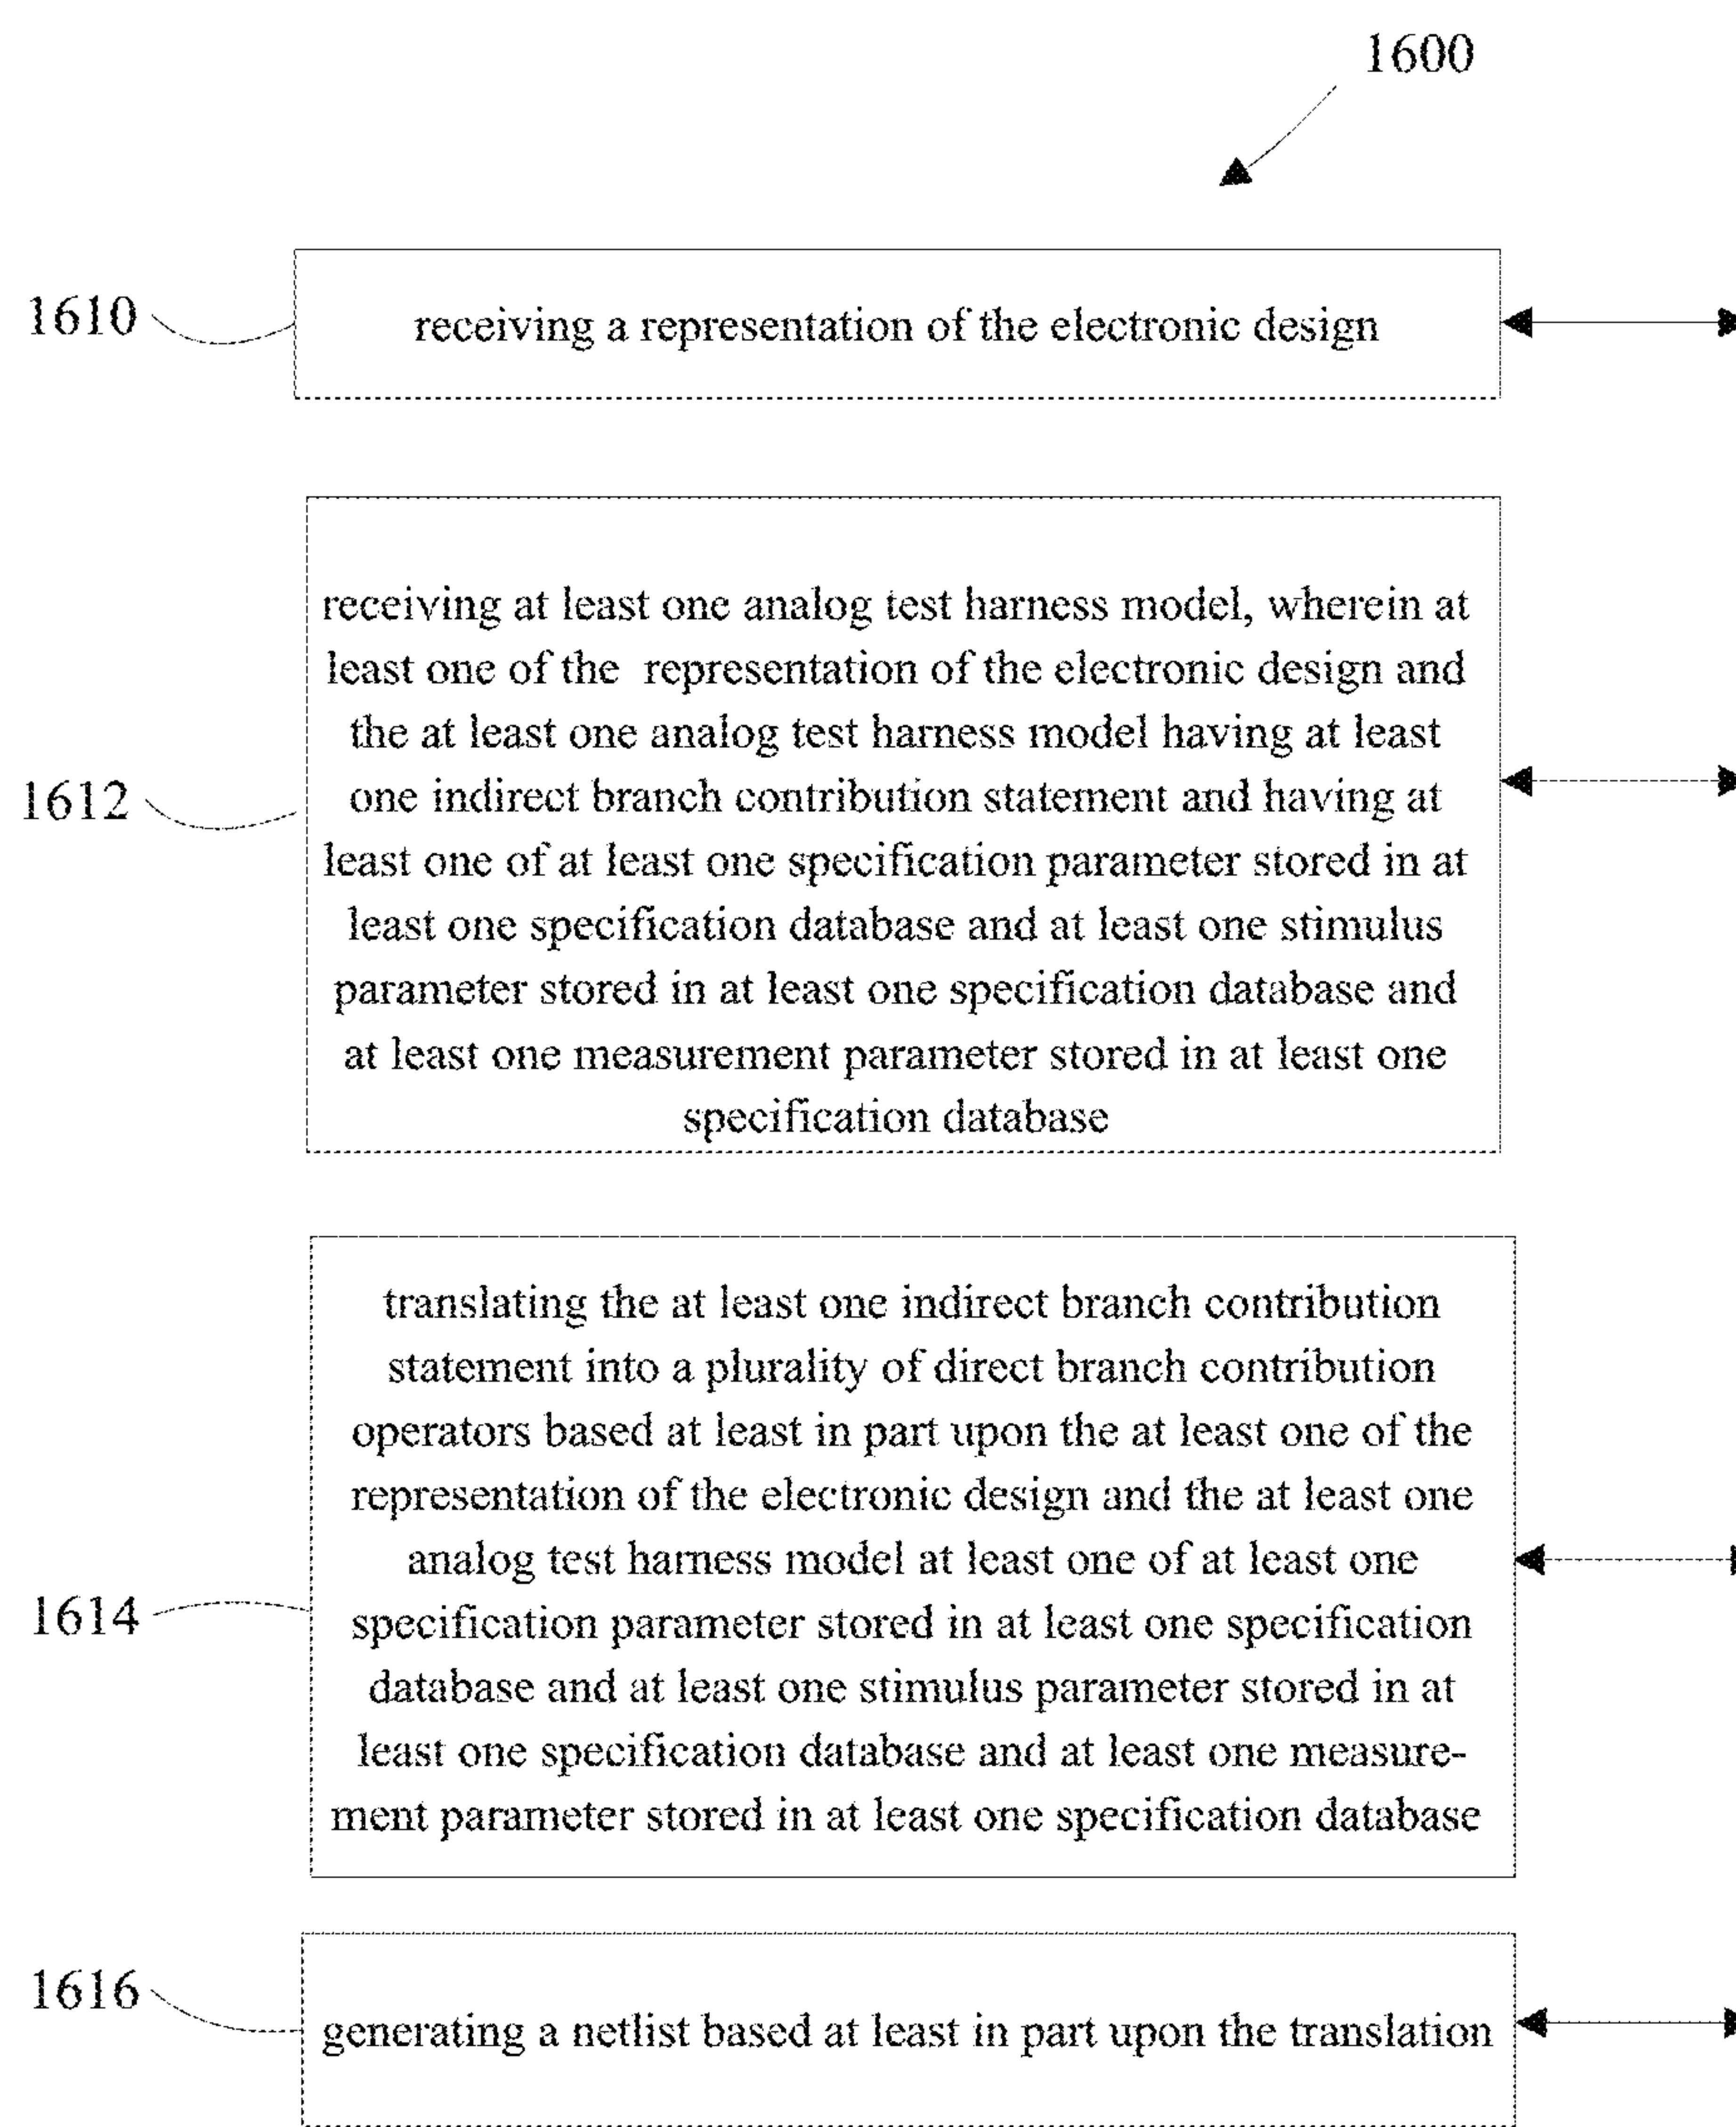 1600
1610
receiving a representation of the electronic design
1612
receiving at least one analog test harness model, wherein at
least one of the representation of the electronic design and
the at least one analog test harness model having at least
one indirect branch contribution statement and having at
least one of at least one specification parameter stored in at
least one specification database and at least one stimulus
parameter stored in at least one specification database and
at least one measurement parameter stored in at least one
specification database
1614
translating the at least one indirect branch contribution
statement into a plurality of direct branch contribution
operators based at least in part upon the at least one of the
representation of the electronic design and the at least one
analog test harness model at least one of at least one
specification parameter stored in at least one specification
database and at least one stimulus parameter stored in at
least one specification database and at least one measure-
ment parameter stored in at least one specification database
1616
generating a netlist based at least in part upon the translation